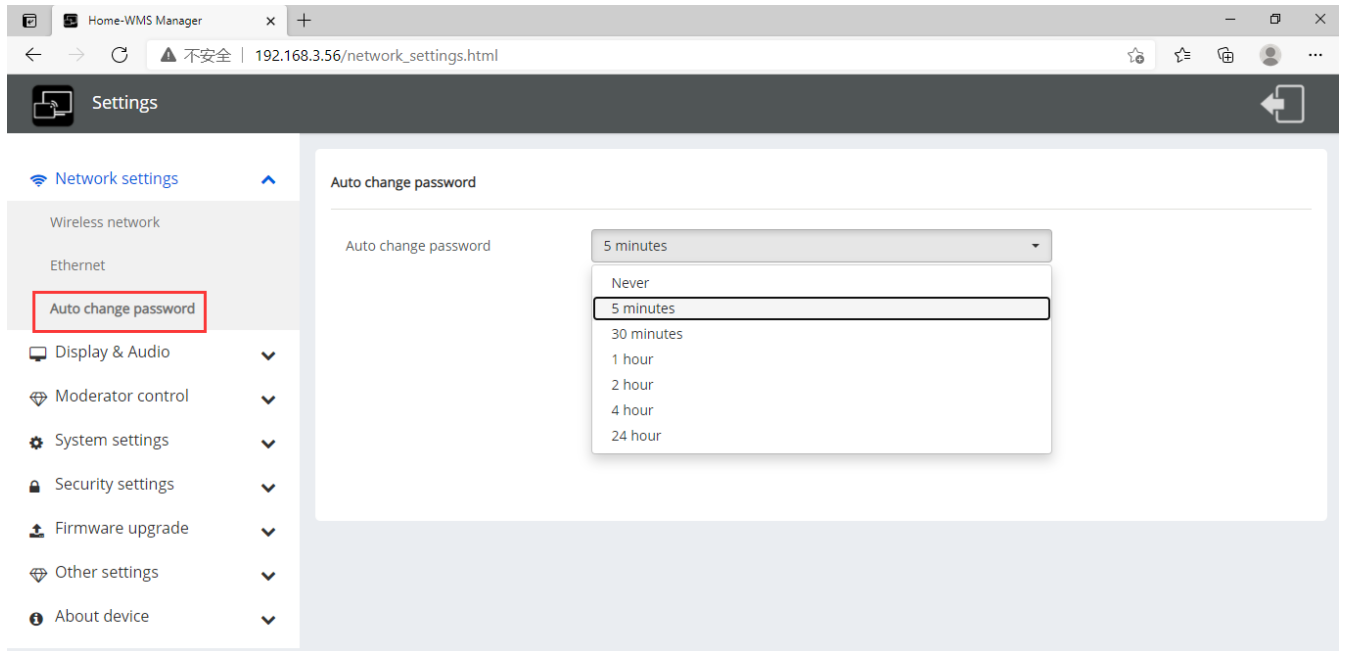 Home-WMS Manager
不安全 192.168.3.56/network_settings.html
Settings
Network settings
Wireless network
Ethernet
Auto change password
Display & Audio
Moderator control
System settings
Security settings
Firmware upgrade
Other settings
About device
Auto change password
Auto change password 5 minutes
Never
5 minutes
30 minutes
1 hour
2 hour
4 hour
24 hour